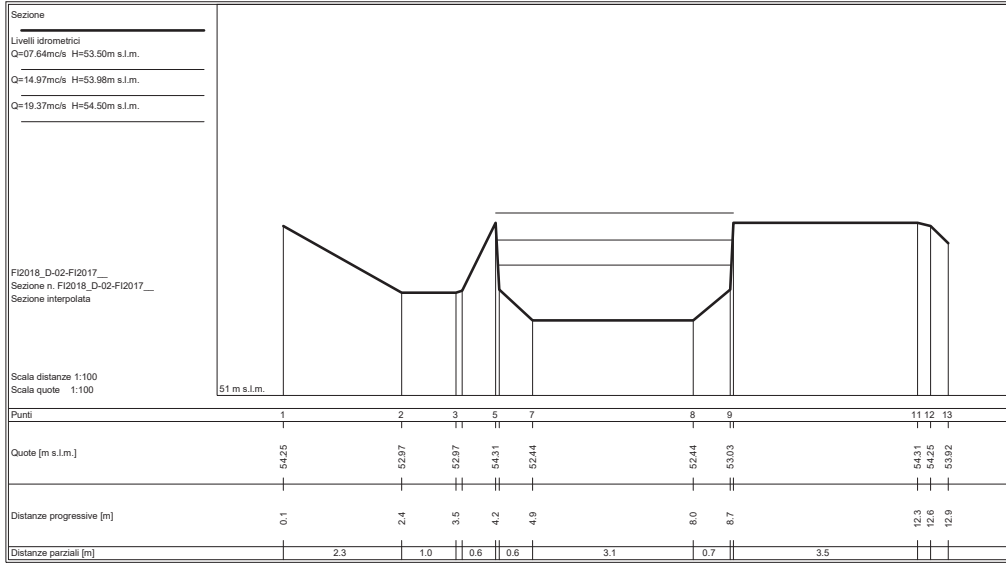 Sezione
Livelli idrometrici
Q=07.64mc/s H=53.50m s.l.m.
Q=14.97mc/s H=53.98m s.l.m.
Q=19.37mc/s H=54.50m s.l.m.
FI2018_D-02-FI2017__
Sezione n. FI2018_D-02-FI2017__
Sezione interpolata
Scala distanze 1:100
Scala quote 1:100
51 m s.l.m.
Punti 1 2 3 5 7 8 9 11 12 13
Quote [m s.l.m.] 54.25 52.97 52.97 54.31 52.44 52.44 53.03 54.31 54.25 53.92
Distanze progressive [m] 0.1 2.4 3.5 4.2 4.9 8.0 8.7 12.3 12.6 12.9
Distanze parziali [m] 2.3 1.0 0.6 0.6 3.1 0.7 3.5